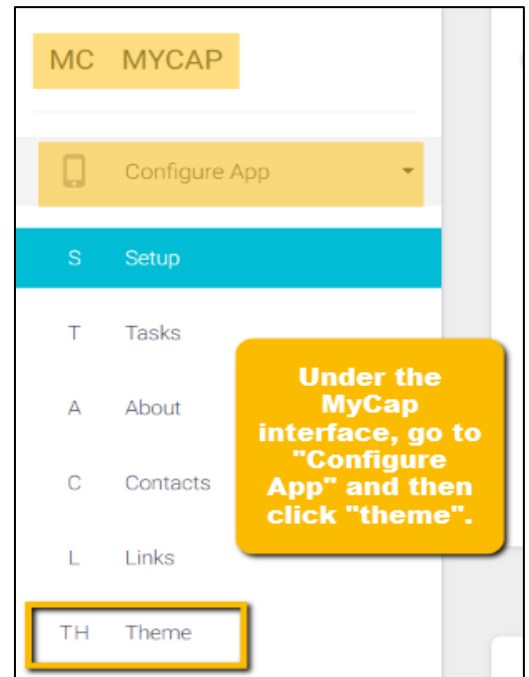 MC MYCAP
Configure App
S Setup
T Tasks
A About
C Contacts
L Links
TH Theme
Under the
MyCap
interface, go to
"Configure
App" and then
click "theme".